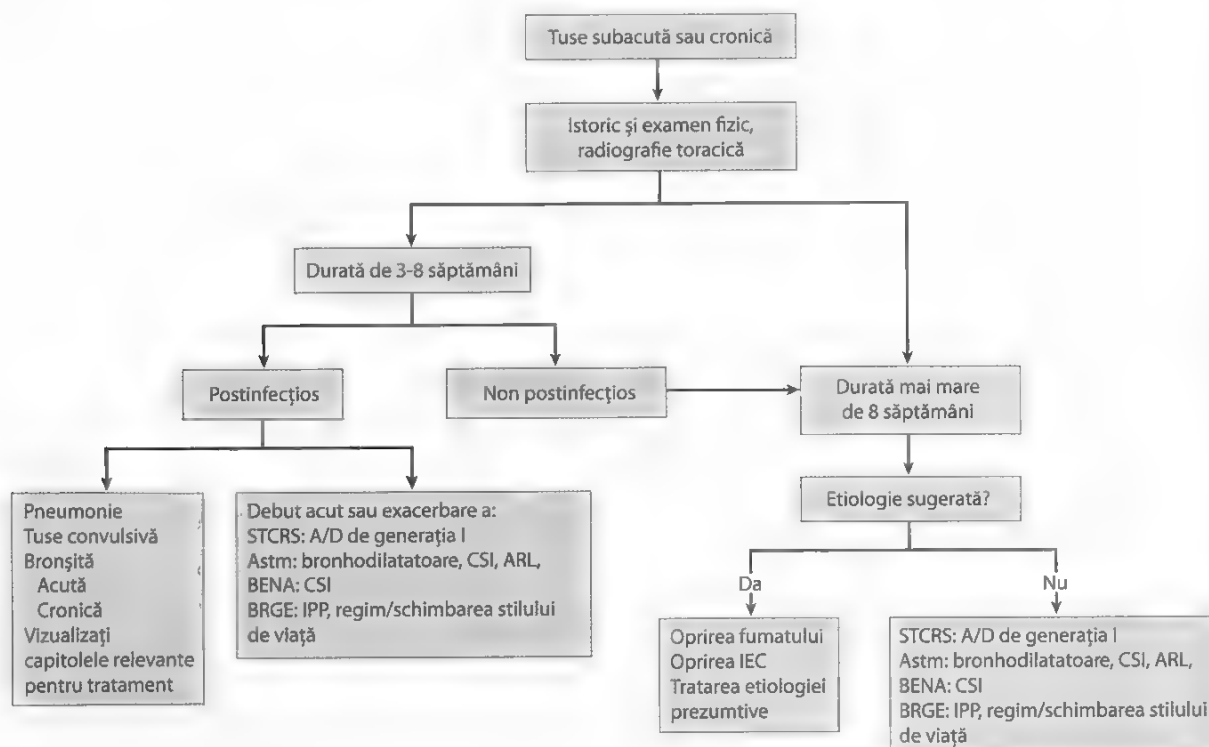 Tuse subacută sau cronică
Istoric și examen fizic,
radiografie toracică
Durată de 3-8 săptămâni
Postinfecțios
Non postinfecțios
Durată mai mare
de 8 săptămâni
Pneumonie
Tuse convulsivă
Bronșită
Acută
Cronică
Vizualizați
capitolele relevante
pentru tratament
Debut acut sau exacerbare a:
STCRS: A/D de generația I
Astm: bronhodilatatoare, CSI, ARL,
BENA: CSI
BRGE: IPP, regim/schimbarea stilului
de viață
Etiologie sugerată?
Da
Nu
Oprirea fumatului
Oprirea IEC
Tratarea etiologiei
prezumtive
STCRS: A/D de generația I
Astm: bronhodilatatoare, CSI, ARL,
BENA: CSI
BRGE: IPP, regim/schimbarea stilului
de viață